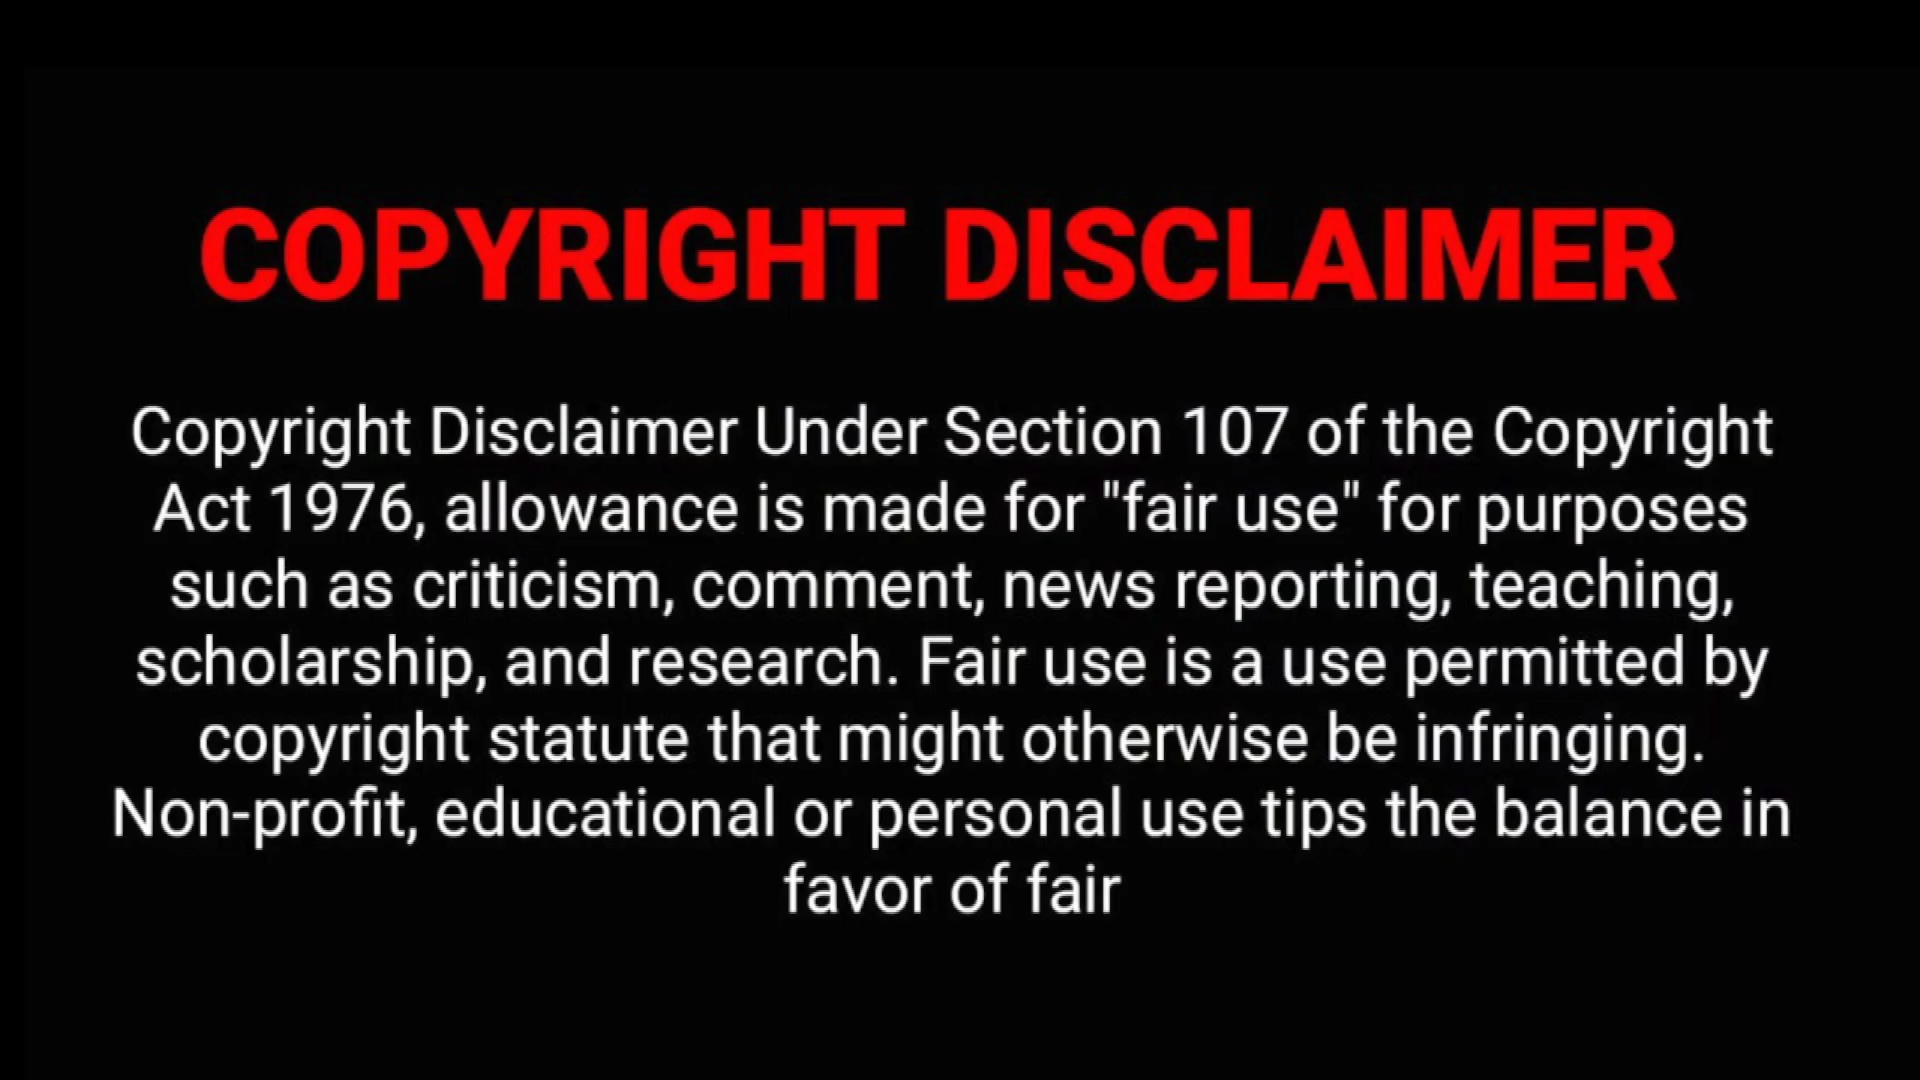 COPYRIGHT DISCLAIMER
Copyright Disclaimer Under Section 107 of the Copyright
Act 1976, allowance is made for "fair use" for purposes
such as criticism, comment, news reporting, teaching,
scholarship, and research. Fair use is a use permitted by
copyright statute that might otherwise be infringing.
Non-profit, educational or personal use tips the balance in
favor of fair